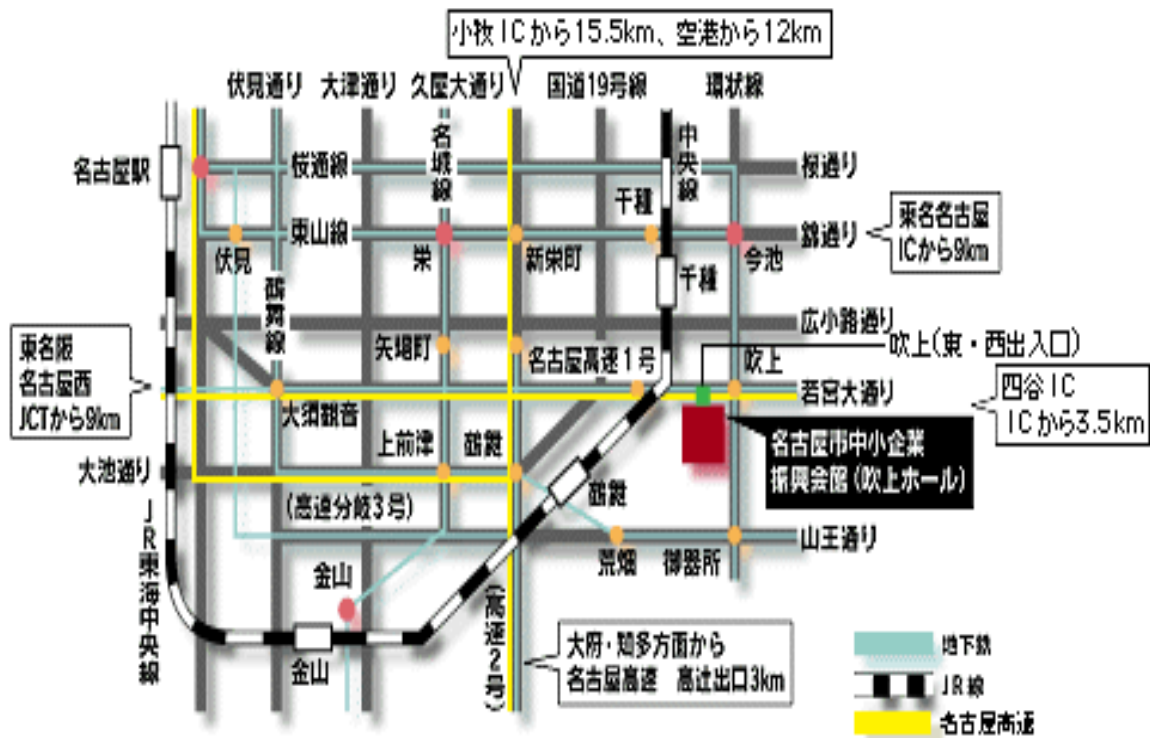 小牧ICから15.5km、空港から12km
伏見通り
大津通り
久屋大通り
国道19号線
環状線
名城線
中央線
名古屋駅
桜通線
桜通り
千種
東山線
錦通り
東名名古屋
ICから9km
伏見
栄
新栄町
今池
千種
鶴舞線
広小路通り
吹上(東・西出入口)
東名阪
名古屋西
JCTから9km
矢場町
名古屋高速1号
吹上
若宮大通り
四谷IC
ICから3.5km
大須観音
上前津
鶴舞
名古屋市中小企業
振興会館(吹上ホール)
大池通り
鶴舞
(高速分岐3号)
山王通り
荒畑
御器所
JR東海中央線
金山
金山
(高速2号)
大府・知多方面から
名古屋高速 高辻出口3km
地下鉄
JR線
名古屋高速